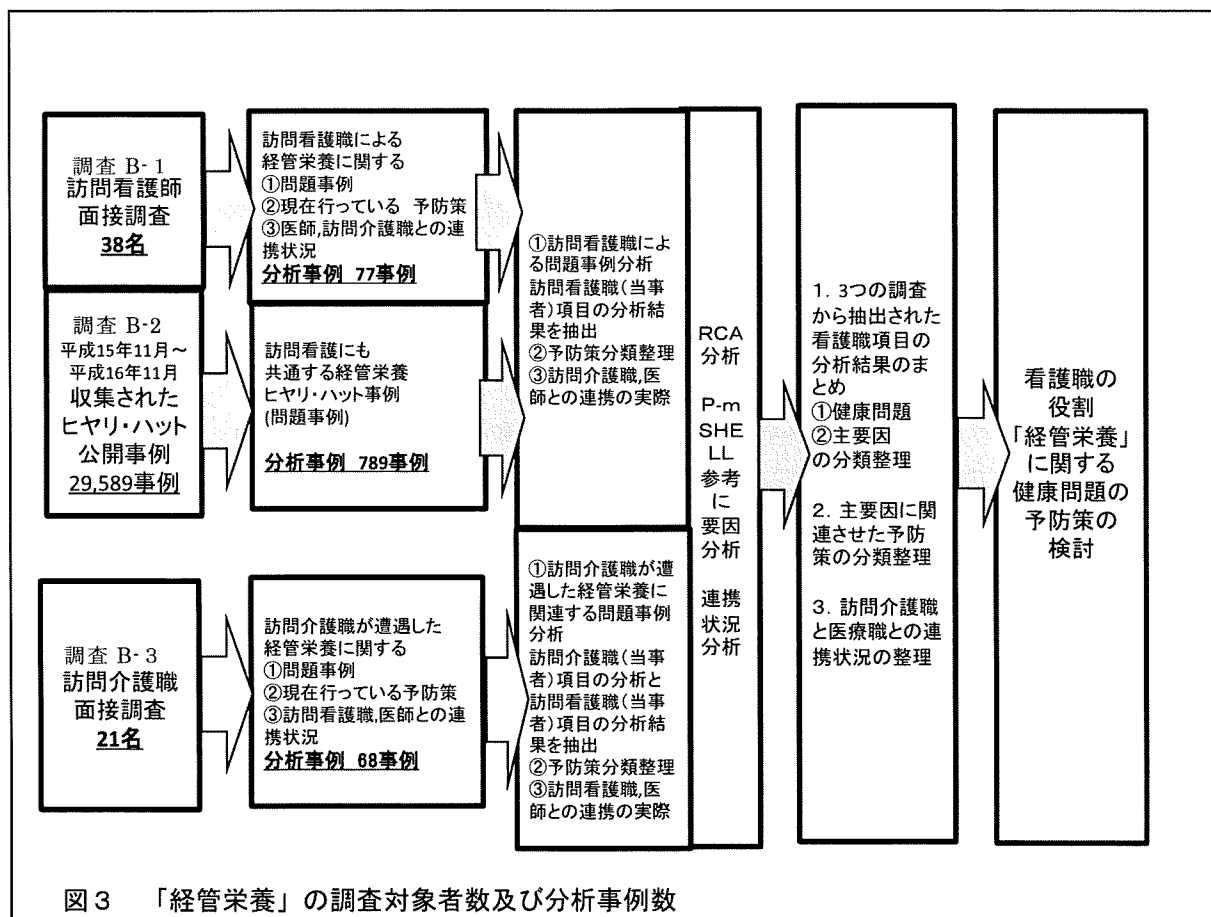 調査 B-1
訪問看護師
面接調査
38名
調査 B-2
平成15年11月～
平成16年11月
収集された
ヒヤリ・ハット
公開事例
29,589事例
調査 B-3
訪問介護職
面接調査
21名
訪問看護職による
経管栄養に関する
①問題事例
②現在行っている 予防策
③医師,訪問介護職との連
携状況
分析事例 77事例
訪問看護にも
共通する経管栄養
ヒヤリ・ハット事例
(問題事例)
分析事例 789事例
訪問介護職が遭遇した
経管栄養に関する
①問題事例
②現在行っている予防策
③訪問看護職,医師との連
携状況
分析事例 68事例
①訪問看護職によ
る問題事例分析
訪問看護職(当事
者)項目の分析結
果を抽出
②予防策分類整理
③訪問介護職,医
師との連携の実際
①訪問介護職が遭
遇した経管栄養に
関連する問題事例
分析
訪問介護職(当事
者)項目の分析と
訪問看護職(当事
者)項目の分析結
果を抽出
②予防策分類整理
③訪問看護職,医
師との連携の実際
RCA
分析
P-m
SHE
LL
参考
に
要因
分析
連携
状況
分析
1. 3つの調査
から抽出された
看護職項目の
分析結果のま
とめ
①健康問題
②主要因
の分類整理
2. 主要因に関
連させた予防
策の分類整理
3. 訪問介護職
と医療職との連
携状況の整理
看護職の
役割
「経管栄養」
に関する
健康問題の
予防策の
検討
図3 「経管栄養」の調査対象者数及び分析事例数